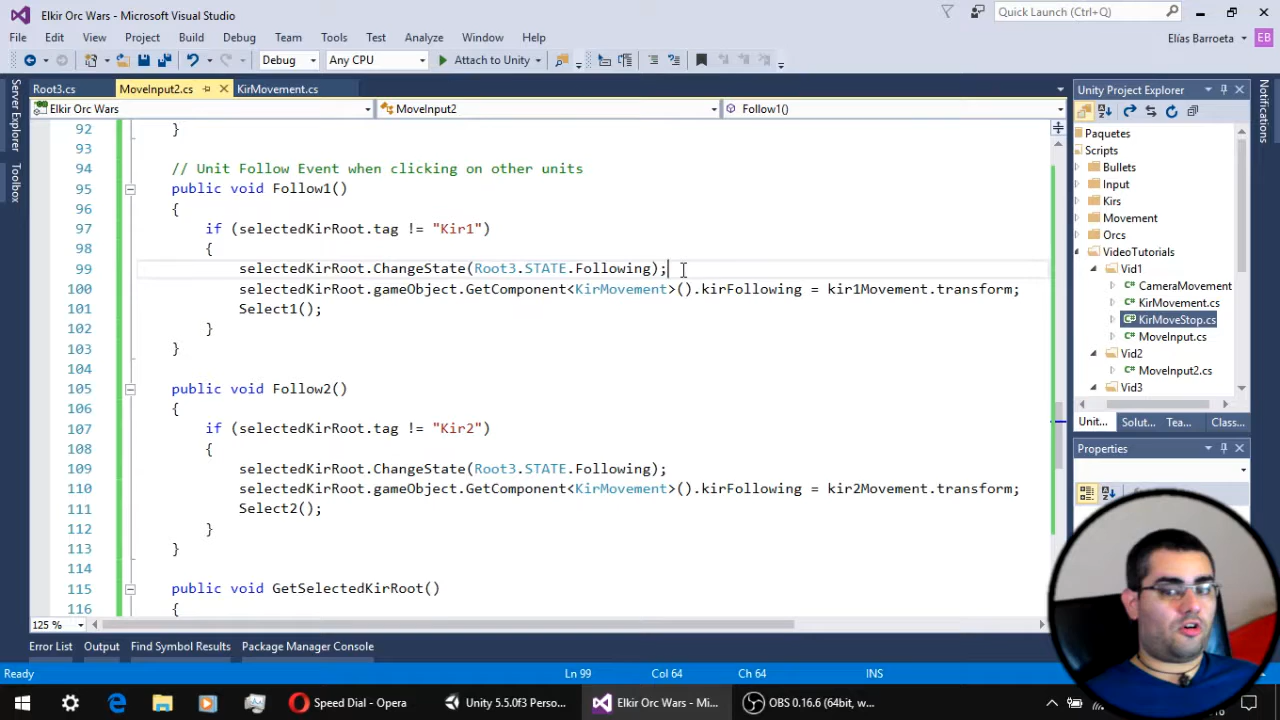 Elkir Orc Wars - Microsoft Visual Studio
Quick Launch (Ctrl+Q)
File Edit View Project Build Debug Team Tools Test Analyze Window Help
Elías Barroeta EB
Debug Any CPU Attach to Unity
Server Explorer
Toolbox
Notifications
Root3.cs MoveInput2.cs KirMovement.cs
Elkir Orc Wars MoveInput2 Follow1()
92 }
93
94 // Unit Follow Event when clicking on other units
95 public void Follow1()
96 {
97 if (selectedKirRoot.tag != "Kir1")
98 {
99 selectedKirRoot.ChangeState(Root3.STATE.Following);
100 selectedKirRoot.gameObject.GetComponent<KirMovement>().kirFollowing = kir1Movement.transform;
101 Select1();
102 }
103 }
104
105 public void Follow2()
106 {
107 if (selectedKirRoot.tag != "Kir2")
108 {
109 selectedKirRoot.ChangeState(Root3.STATE.Following);
110 selectedKirRoot.gameObject.GetComponent<KirMovement>().kirFollowing = kir2Movement.transform;
111 Select2();
112 }
113 }
114
115 public void GetSelectedKirRoot()
116 {
125 %
Unity Project Explorer
Paquetes
Scripts
Bullets
Input
Kirs
Movement
Orcs
VideoTutorials
Vid1
CameraMovement
KirMovement.cs
KirMoveStop.cs
MoveInput.cs
Vid2
MoveInput2.cs
Vid3
Unit... Solut... Tea... Class...
Properties
Error List Output Find Symbol Results Package Manager Console
Ready Ln 99 Col 64 Ch 64 INS
Speed Dial - Opera Unity 5.5.0f3 Perso... Elkir Orc Wars - Mi... OBS 0.16.6 (64bit, w...